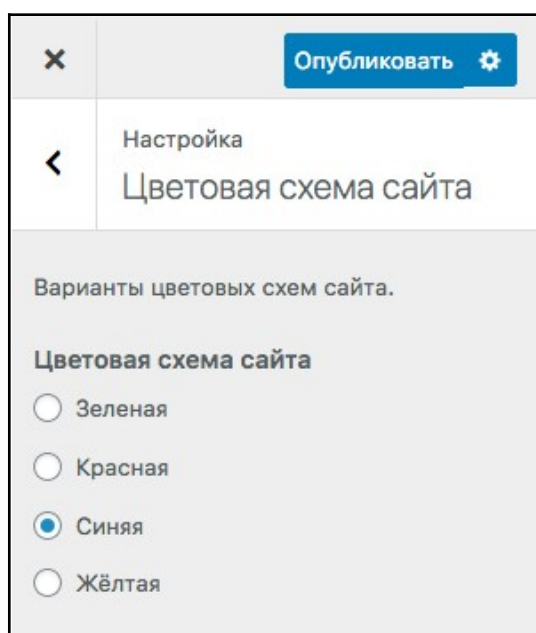 Опубликовать
Настройка
Цветовая схема сайта
Варианты цветовых схем сайта.
Цветовая схема сайта
Зеленая
Красная
Синяя
Жёлтая